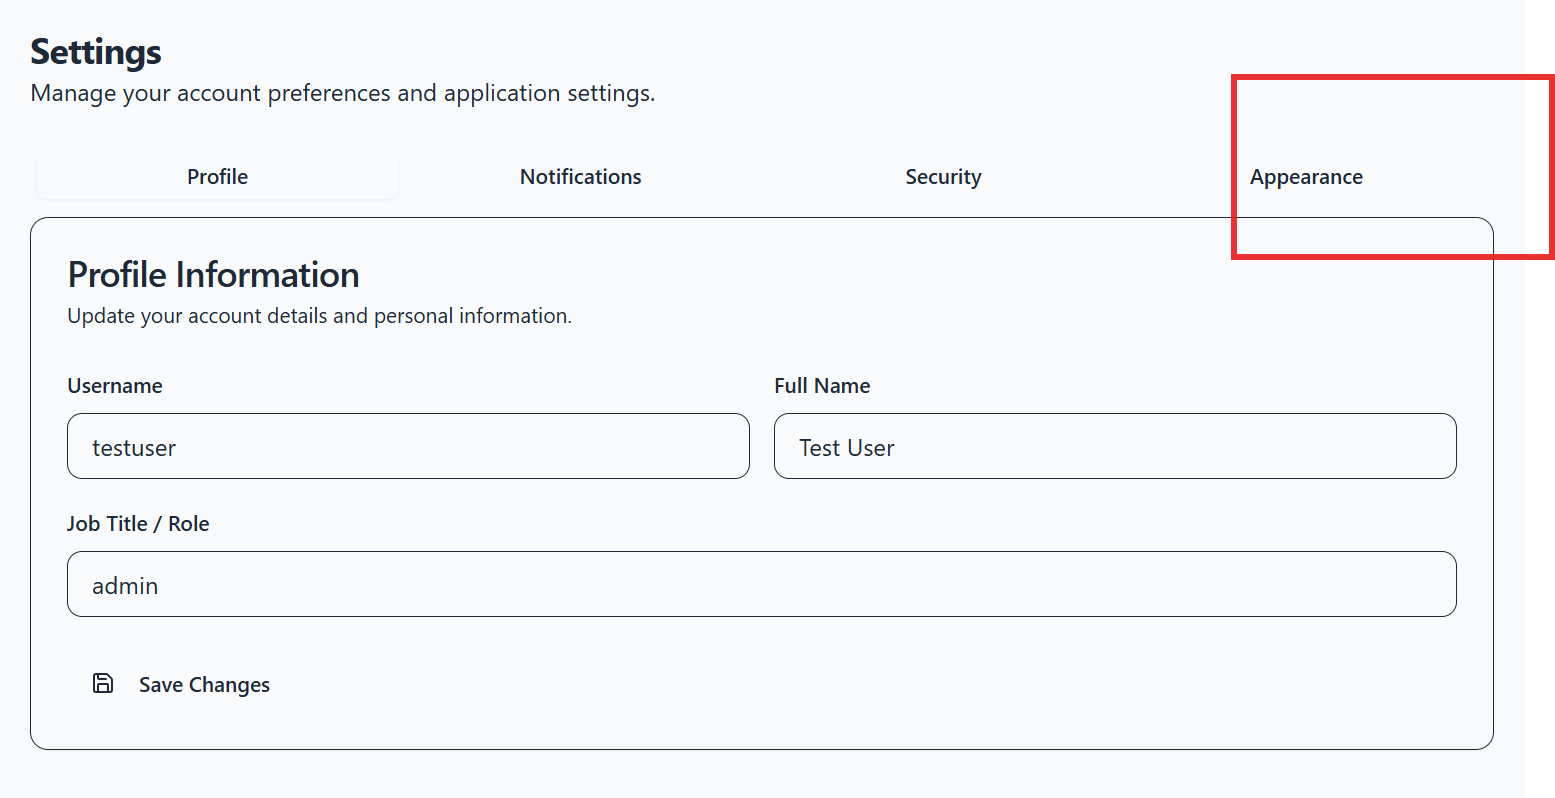 Settings
Manage your account preferences and application settings.
Profile Notifications Security Appearance
Profile Information
Update your account details and personal information.
Username Full Name
testuser Test User
Job Title / Role
admin
Save Changes